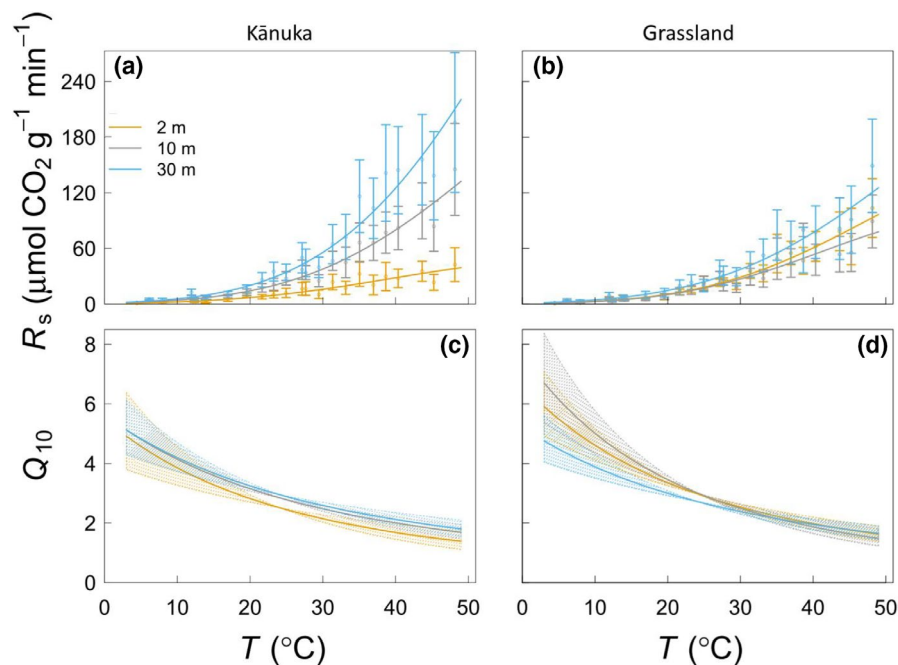 Kānuka
Grassland
(a)
(b)
240
180
120
60
0
2 m
10 m
30 m
Rs (μmol CO2 g−1 min−1)
(c)
(d)
8
6
4
2
0
Q10
0 10 20 30 40 50
0 10 20 30 40 50
T (°C)
T (°C)